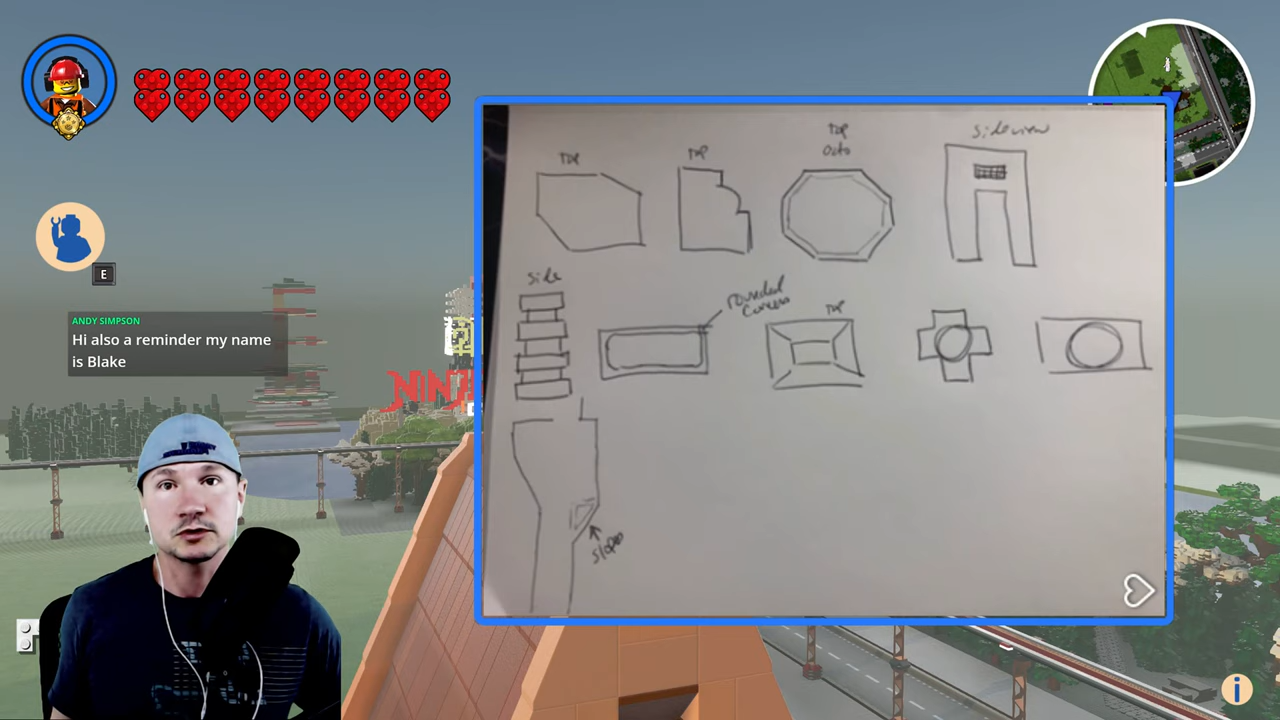 ANDY SIMPSON
Hi also a reminder my name
is Blake
E
NINJ
TOP
TOP
TOP
Octo
Side view
Side
rounded
corners
TOP
slope
i